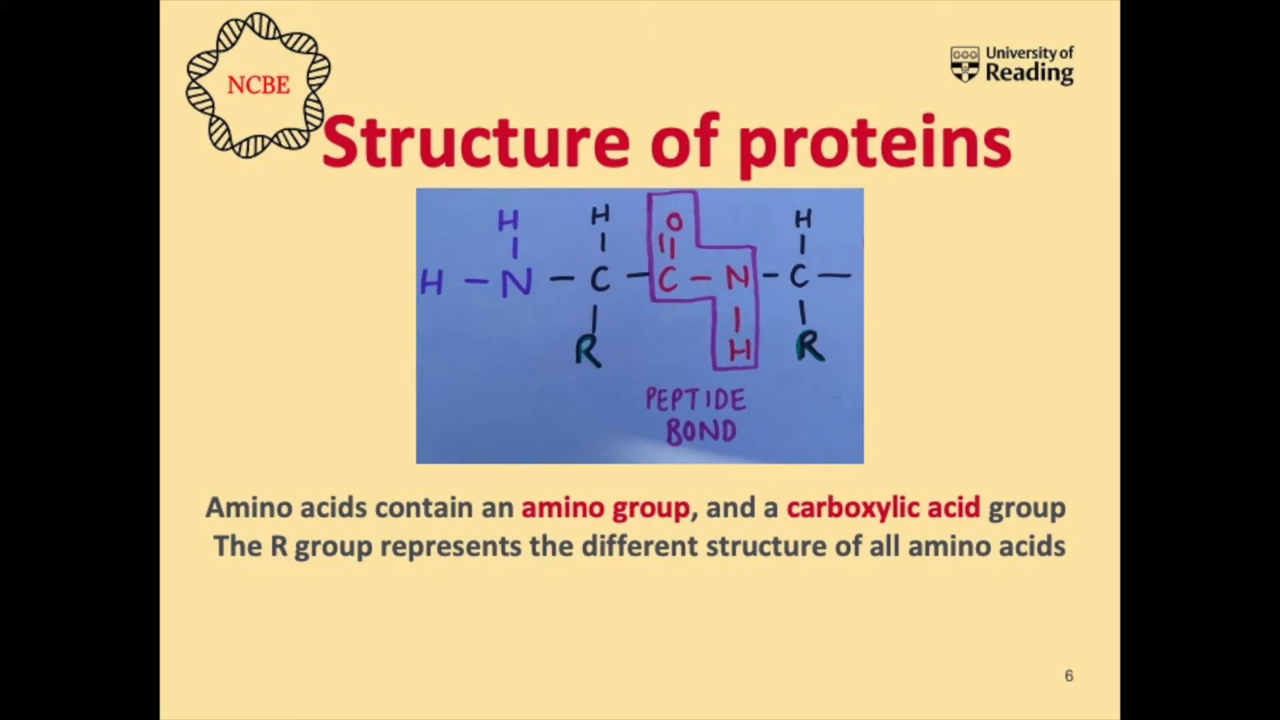 NCBE
University of
Reading
Structure of proteins
H H O H
H – N – C – C – N – C –
R H R
PEPTIDE
BOND
Amino acids contain an amino group, and a carboxylic acid group
The R group represents the different structure of all amino acids
6